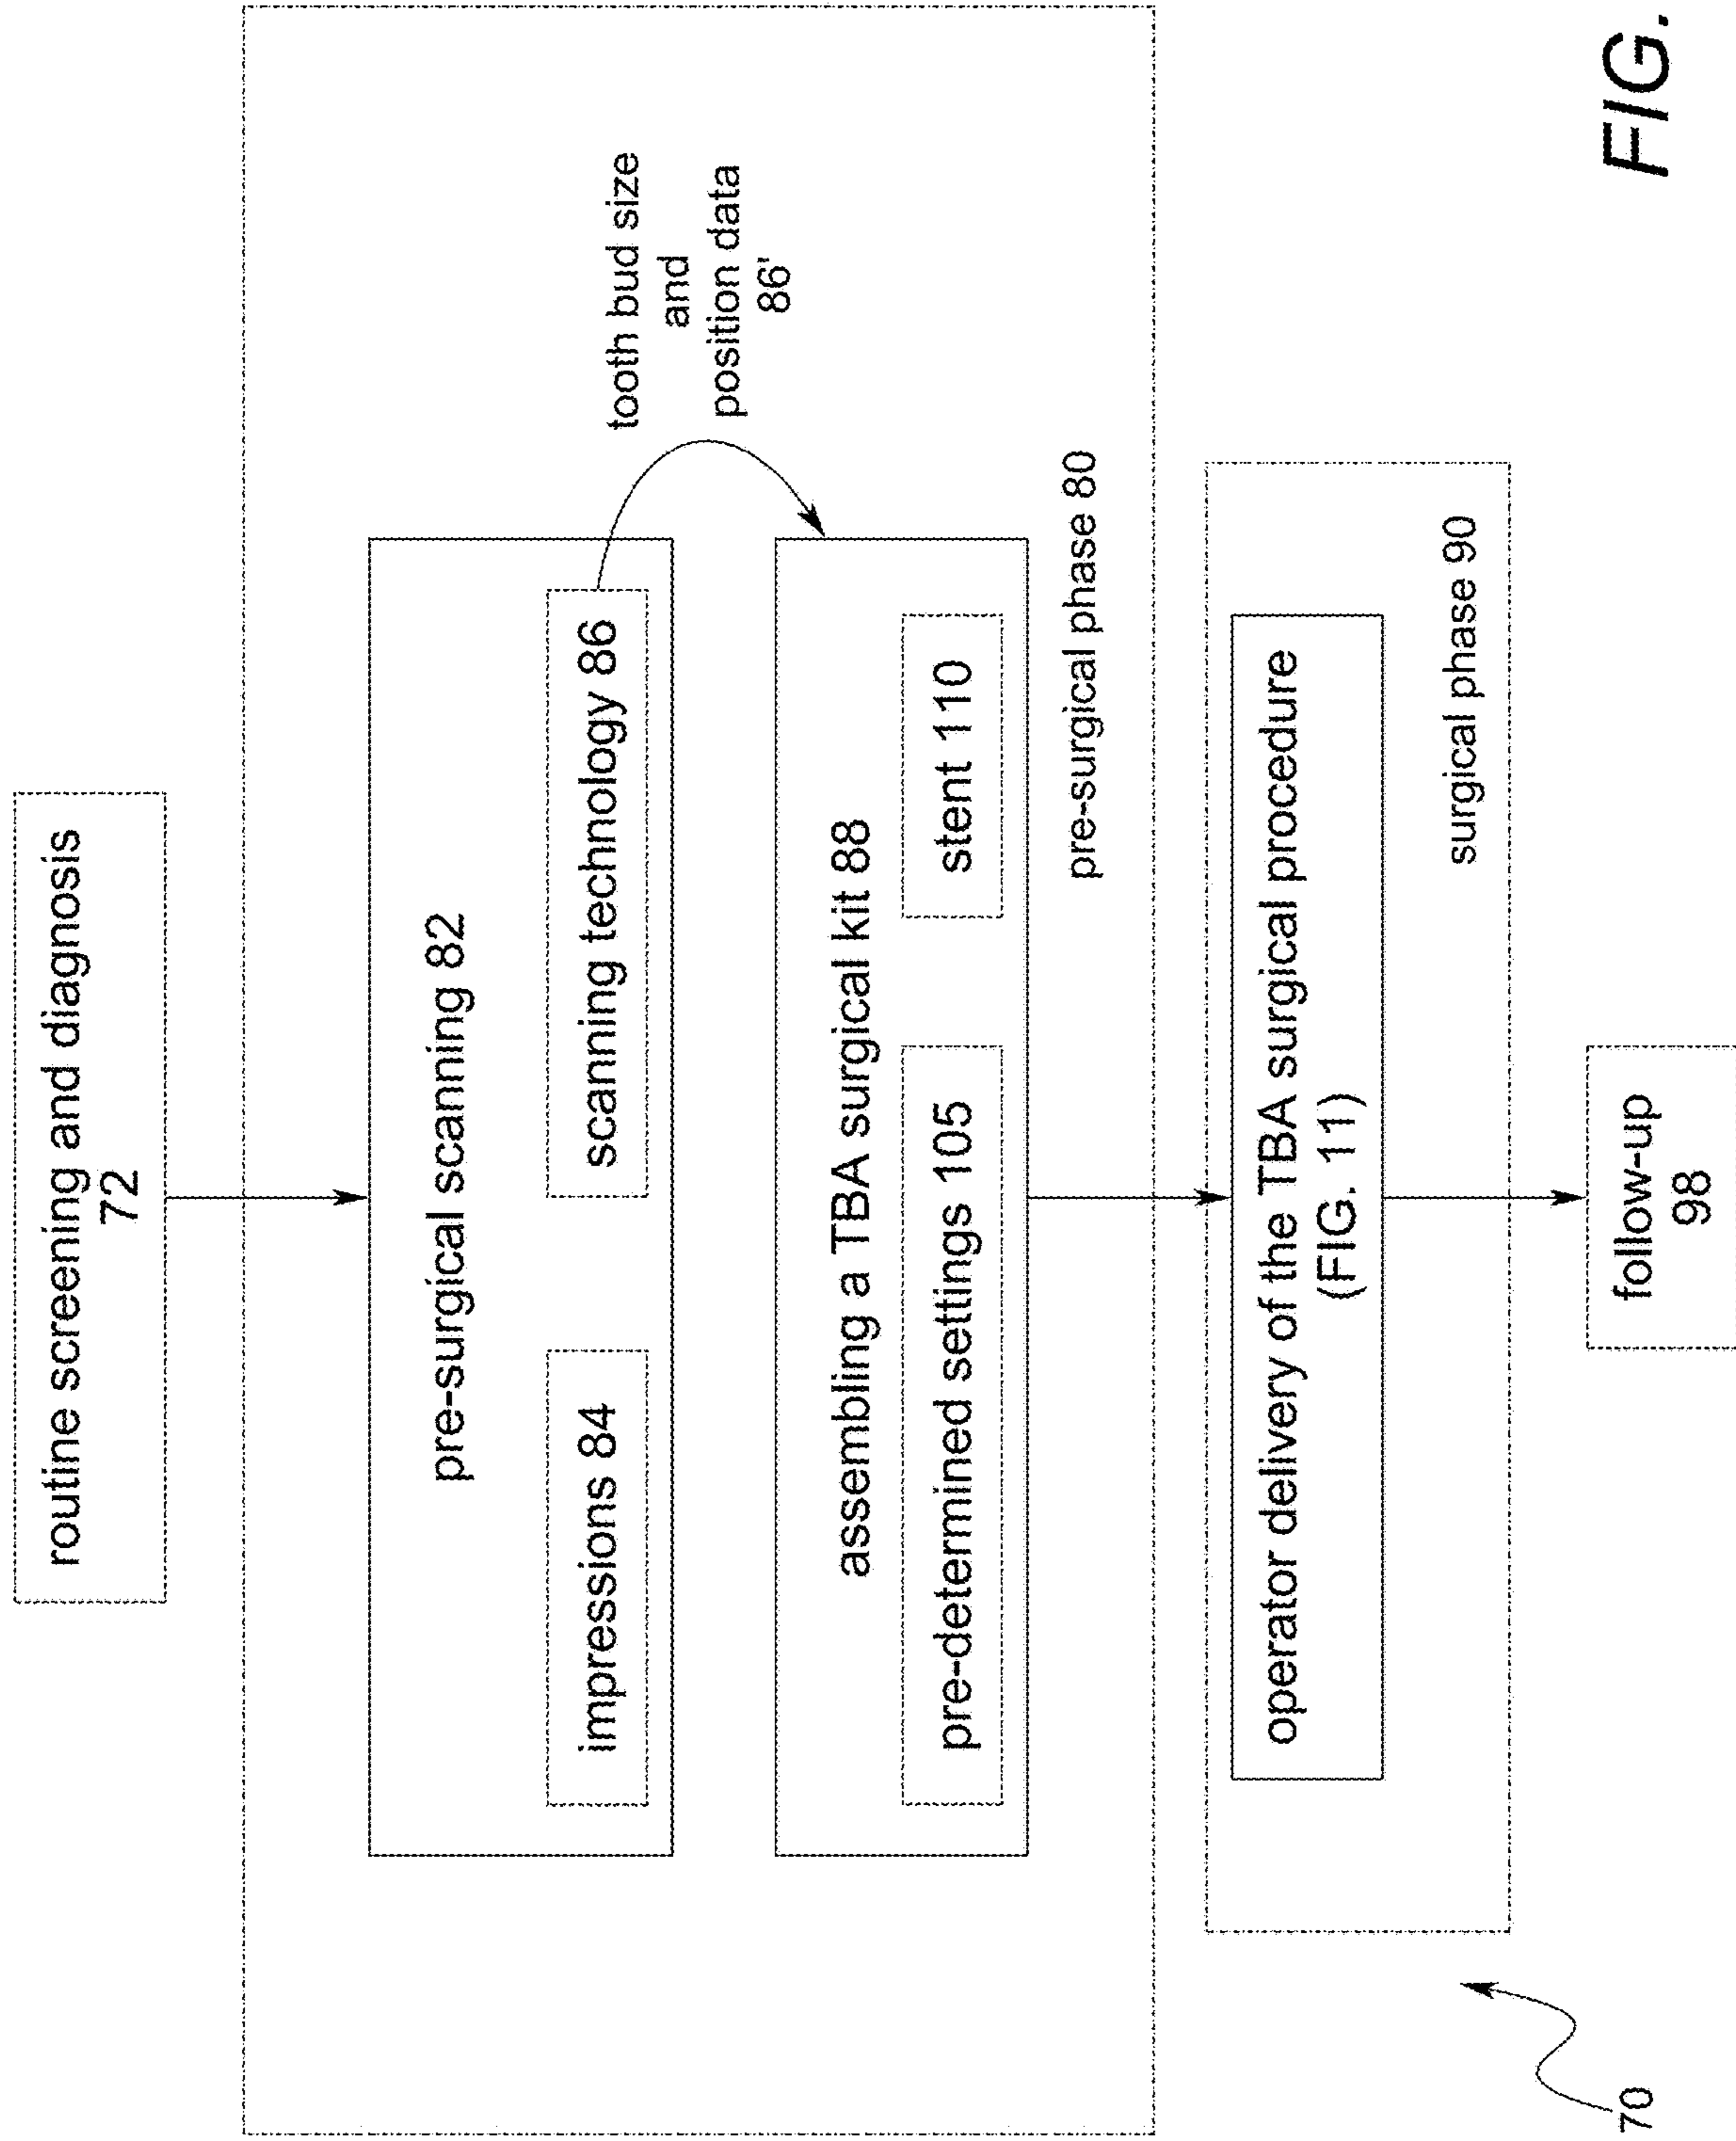 routine screening and diagnosis
72
pre-surgical scanning 82
impressions 84
scanning technology 86
tooth bud size
and
position data
86'
assembling a TBA surgical kit 88
pre-determined settings 105
stent 110
pre-surgical phase 80
operator delivery of the TBA surgical procedure
(FIG. 11)
surgical phase 90
follow-up
98
70
FIG.